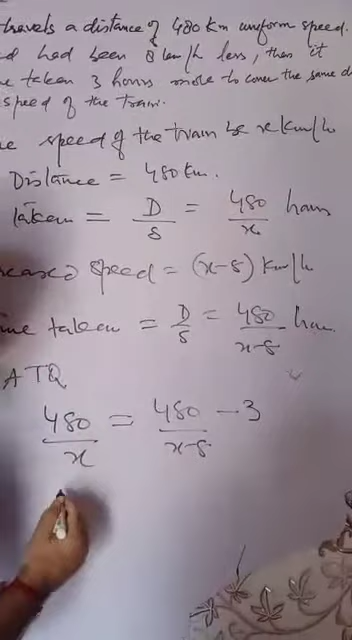 travels a distance of 480 km uniform speed.
had been 8 km/h less, then it
taken 3 hours more to cover the same
speed of the train.
speed of the train be x km/h
Distance = 480 Km.
taken = D/S = 480/x hours
speed = (x-8) Km/h
taken = D/S = 480/x-8 hour
ATQ
480/x = 480/x-8 - 3